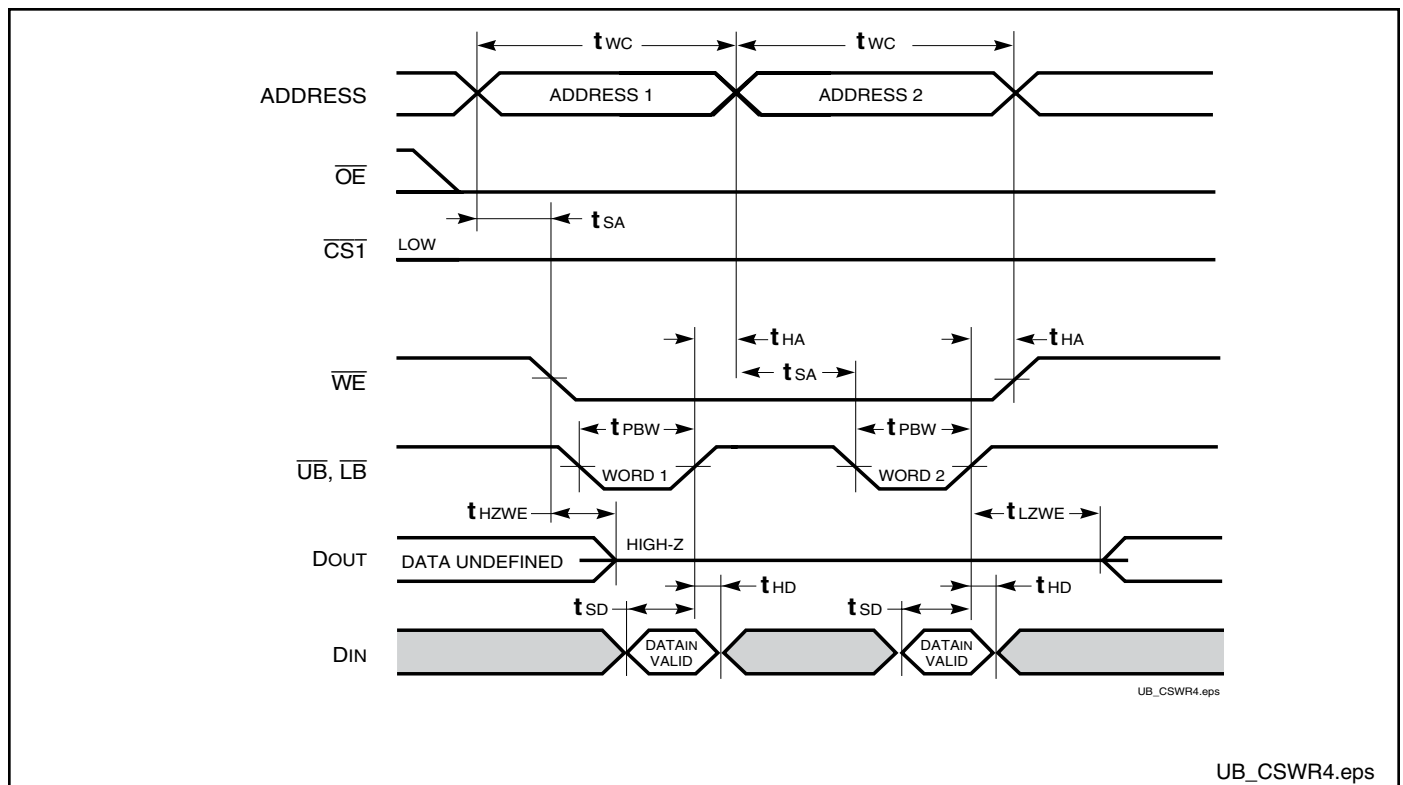 tWC tWC
ADDRESS ADDRESS 1 ADDRESS 2
OE
tSA
CS1 LOW
tHA tHA
WE tSA
tPBW tPBW
UB, LB WORD 1 WORD 2
tHZWE tLZWE
DOUT DATA UNDEFINED HIGH-Z
tSD tHD tSD tHD
DIN DATAIN VALID DATAIN VALID
UB_CSWR4.eps
UB_CSWR4.eps